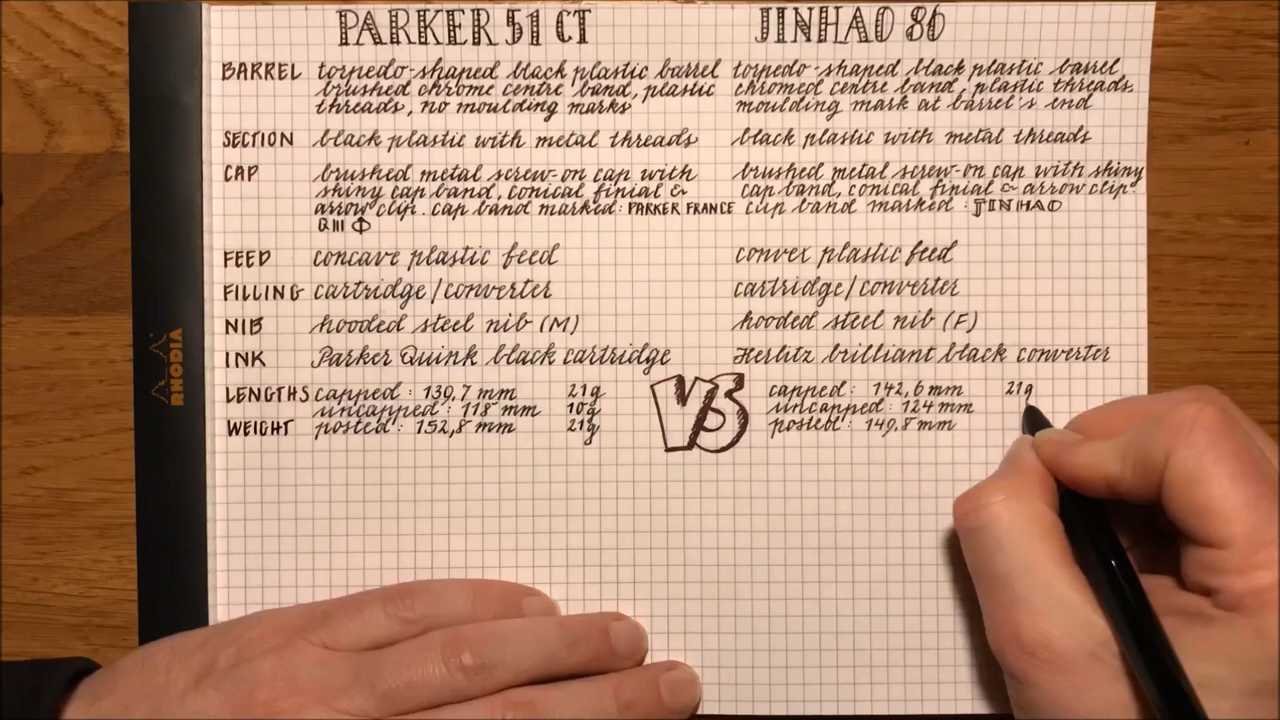 PARKER 51 CT JINHAO 86
BARREL torpedo-shaped black plastic barrel torpedo-shaped black plastic barrel
brushed chrome centre band, plastic chromed centre band, plastic threads,
threads, no moulding marks moulding mark at barrel's end
SECTION black plastic with metal threads black plastic with metal threads
CAP brushed metal screw-on cap with brushed metal screw-on cap with shiny
shiny cap band, conical finial & cap band, conical finial & arrow clip.
arrow clip. cap band marked: PARKER FRANCE cap band marked: JINHAO
QIII
FEED concave plastic feed convex plastic feed
FILLING cartridge/converter cartridge/converter
NIB hooded steel nib (M) hooded steel nib (F)
INK Parker Quink black cartridge Herlitz brilliant black converter
LENGTHS capped: 139,7 mm 21g VS capped: 142,6 mm 21g
uncapped: 118 mm 10g uncapped: 124 mm
WEIGHT posted: 152,8 mm 21g posted: 149,8 mm
RHODIA